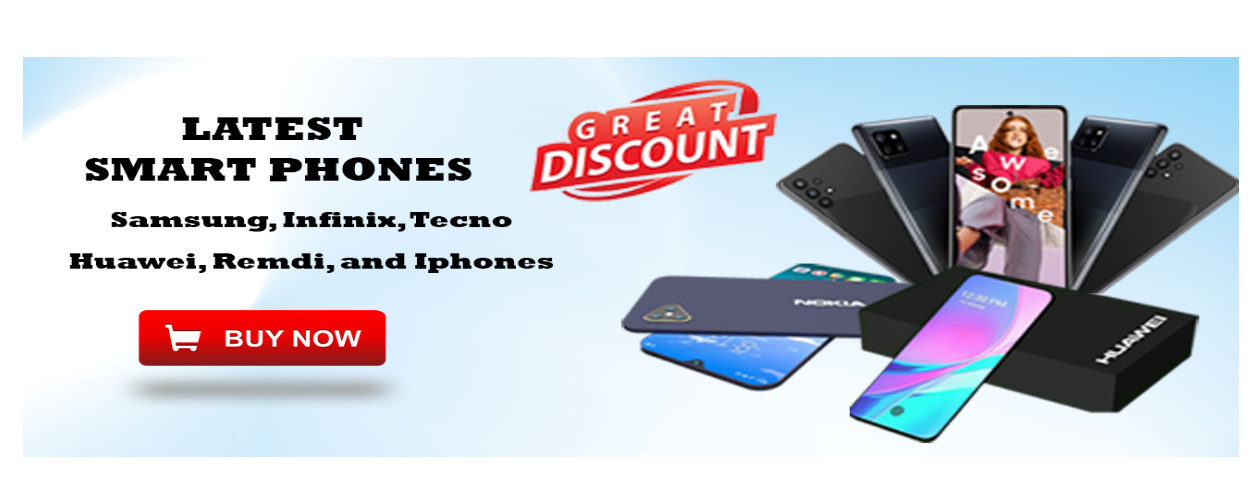 LATEST
SMART PHONES
Samsung, Infinix, Tecno
Huawei, Remdi, and Iphones
BUY NOW
GREAT
DISCOUNT
Awesome
NOKIA
12:30 PM
HUAWEI